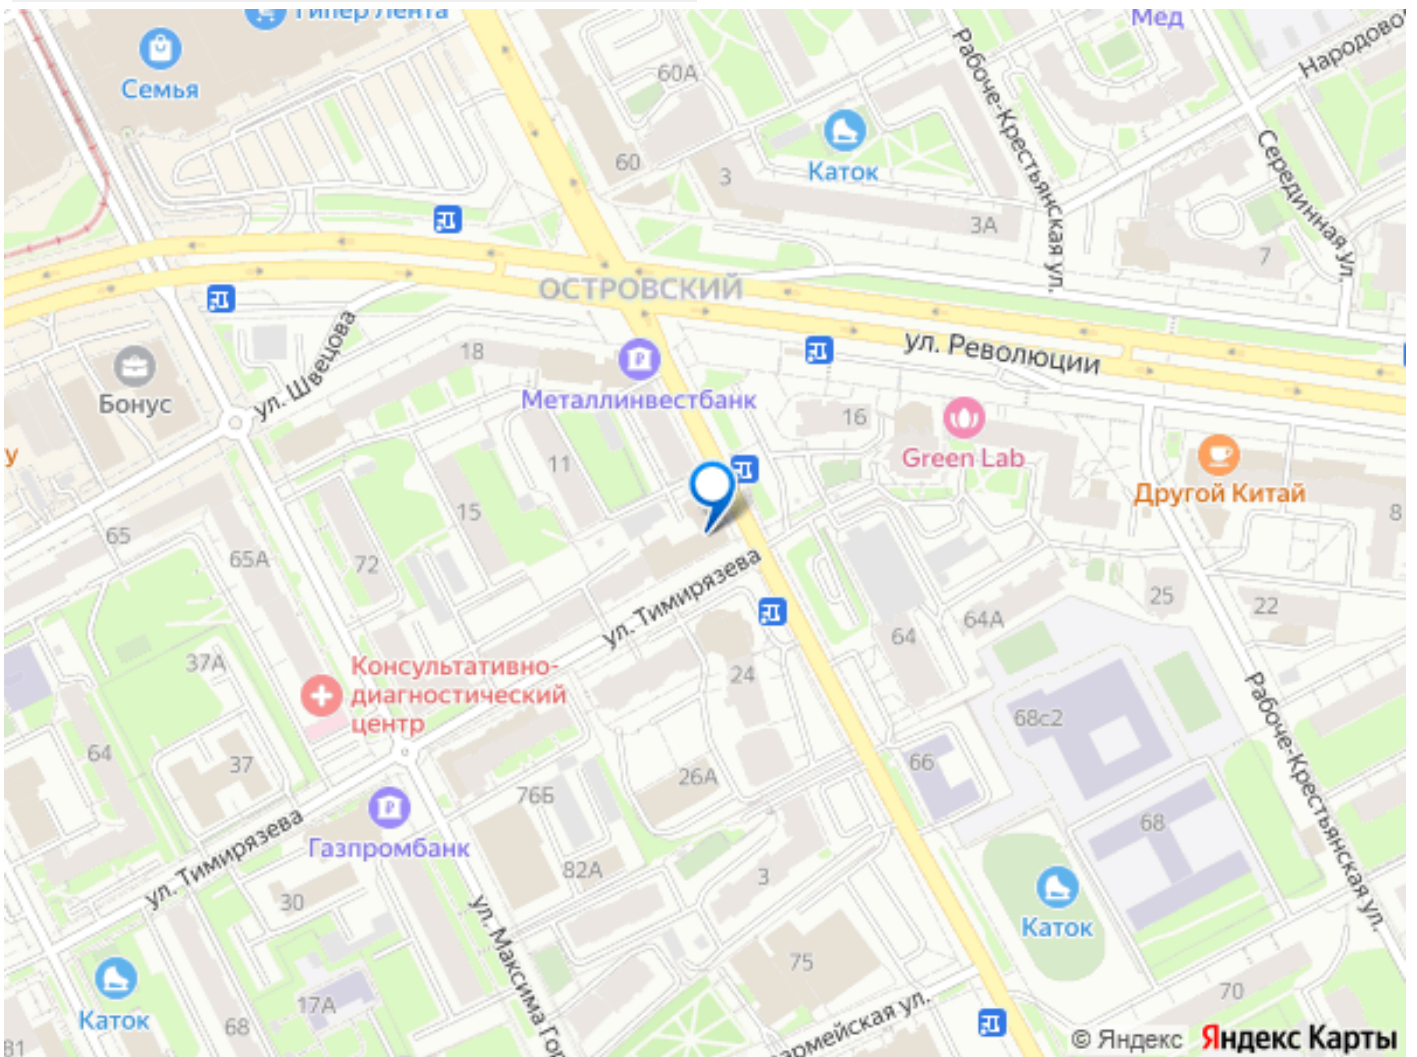 Гипер Лента
Мед
Семья
60А
Рабоче-Крестьянская ул.
Народово
Каток
60
3
Серединная ул.
3А
7
ОСТРОВСКИЙ
ул. Революции
ул. Швецова
18
Бонус
Металлинвестбанк
16
Green Lab
у
11
Другой Китай
15
8
65
65А
72
ул. Тимирязева
25
22
64А
64
37А
Консультативно-
диагностический
центр
24
68с2
Рабоче-Крестьянская ул.
64
37
66
26А
76Б
68
ул. Тимирязева
Газпромбанк
82А
3
30
Каток
ул. Максима Гор
75
17А
70
Каток
68
армейская ул.
81
© Яндекс Яндекс Карты